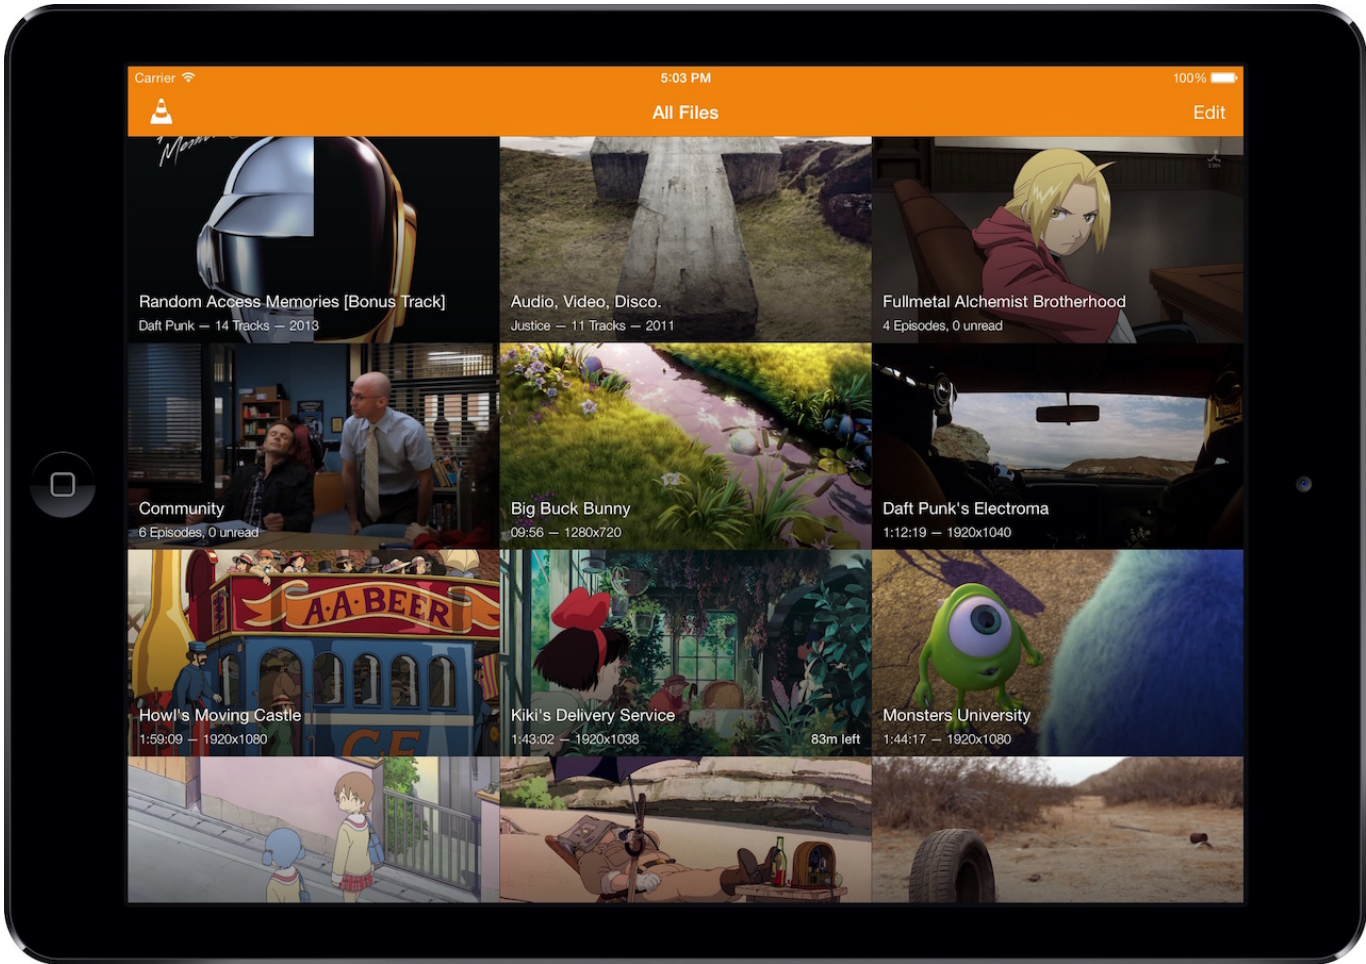 Carrier
5:03 PM
100%
All Files
Edit
Random Access Memories [Bonus Track]
Daft Punk — 14 Tracks — 2013
Audio, Video, Disco.
Justice — 11 Tracks — 2011
Fullmetal Alchemist Brotherhood
4 Episodes, 0 unread
Community
6 Episodes, 0 unread
Big Buck Bunny
09:56 — 1280x720
Daft Punk's Electroma
1:12:19 — 1920x1040
A·A·BEER
Howl's Moving Castle
1:59:09 — 1920x1080
Kiki's Delivery Service
1:43:02 — 1920x1038
83m left
Monsters University
1:44:17 — 1920x1080